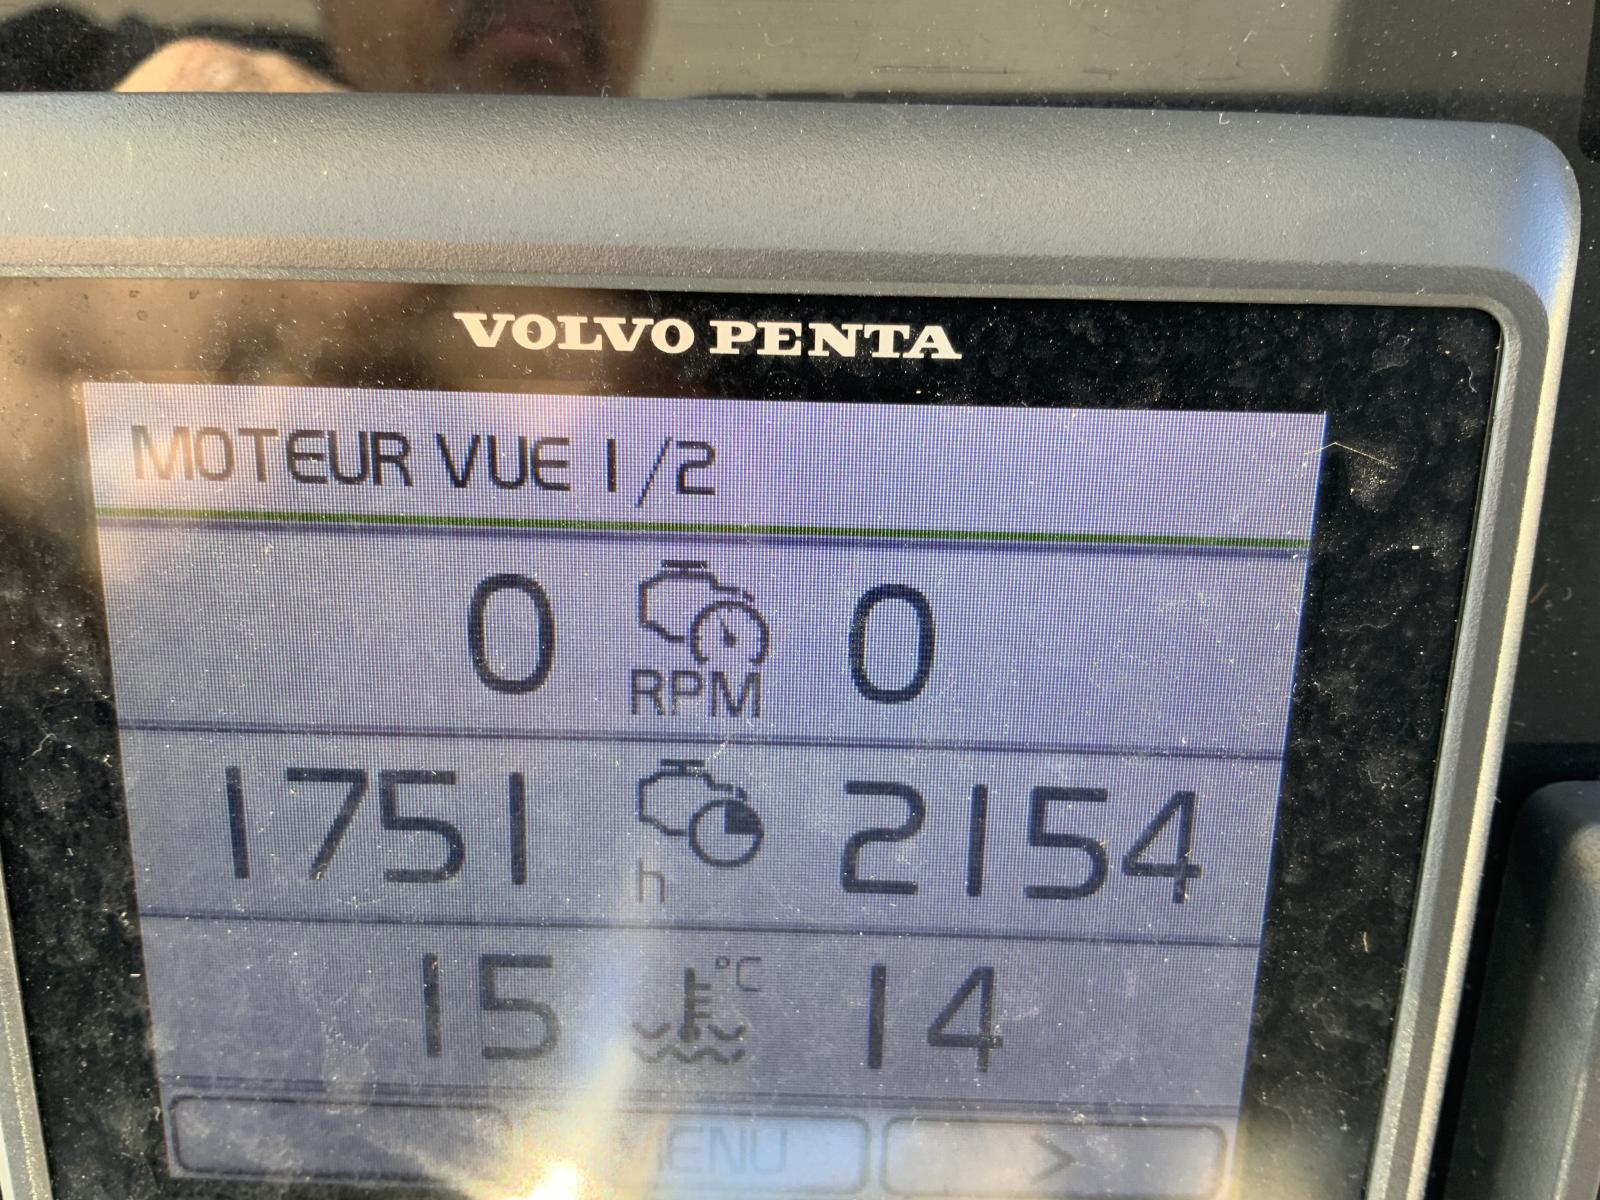 VOLVO PENTA
MOTEUR VUE 1/2
0 RPM 0
1751 h 2154
15 °C 14
MENU >